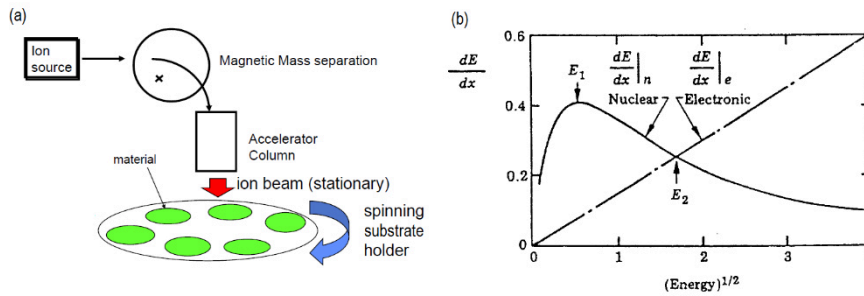 (a)
Ion
source
Magnetic Mass separation
×
Accelerator
Column
material
ion beam (stationary)
spinning
substrate
holder
(b)
dE
dx
0.6
0.4
0.2
0
E₁
dE/dx|n
Nuclear
dE/dx|e
Electronic
E₂
0 1 2 3
(Energy)^1/2